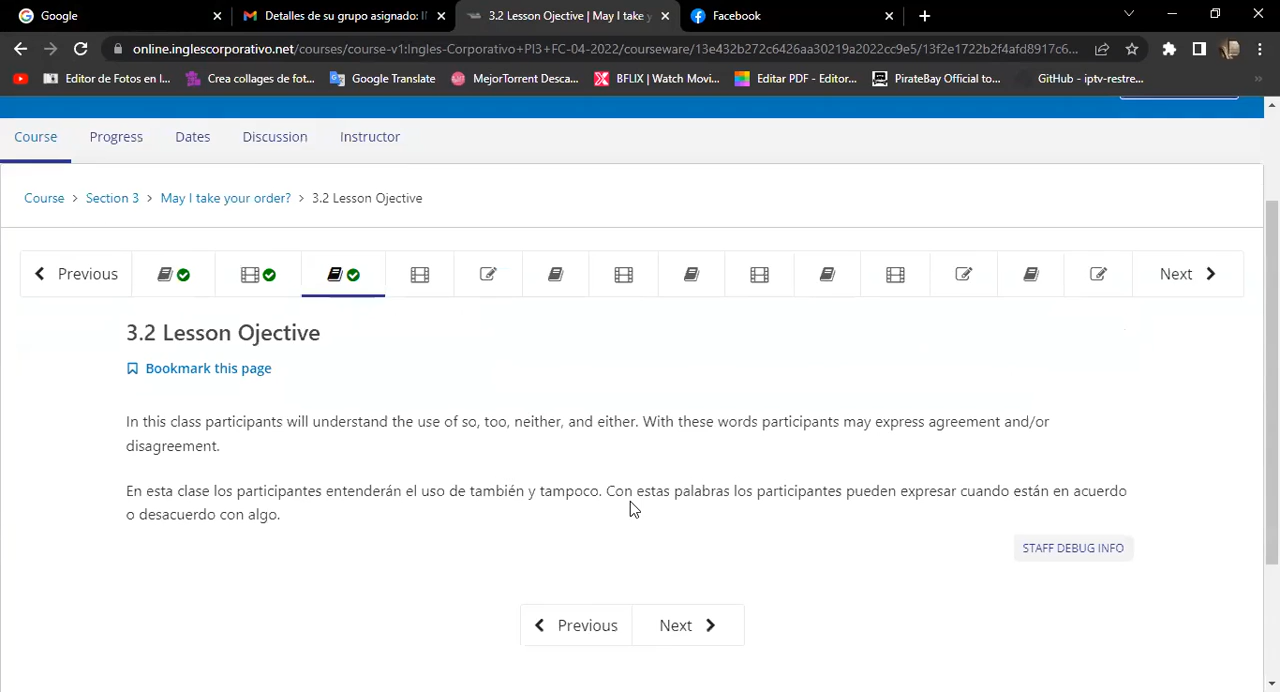 Google
Detalles de su grupo asignado: I
3.2 Lesson Ojective | May I take y
Facebook
online.inglescorporativo.net/courses/course-v1:Ingles-Corporativo+PI3+FC-04-2022/courseware/13e432b272c6426aa30219a2022cc9e5/13f2e1722b2f4afd8917c6...
Editor de Fotos en l...
Crea collages de fot...
Google Translate
MejorTorrent Desca...
BFLIX | Watch Movi...
Editar PDF - Editor...
PirateBay Official to...
GitHub - iptv-restre...
Course
Progress
Dates
Discussion
Instructor
Course > Section 3 > May I take your order? > 3.2 Lesson Ojective
Previous
Next
3.2 Lesson Ojective
Bookmark this page
In this class participants will understand the use of so, too, neither, and either. With these words participants may express agreement and/or
disagreement.
En esta clase los participantes entenderán el uso de también y tampoco. Con estas palabras los participantes pueden expresar cuando están en acuerdo
o desacuerdo con algo.
STAFF DEBUG INFO
Previous
Next